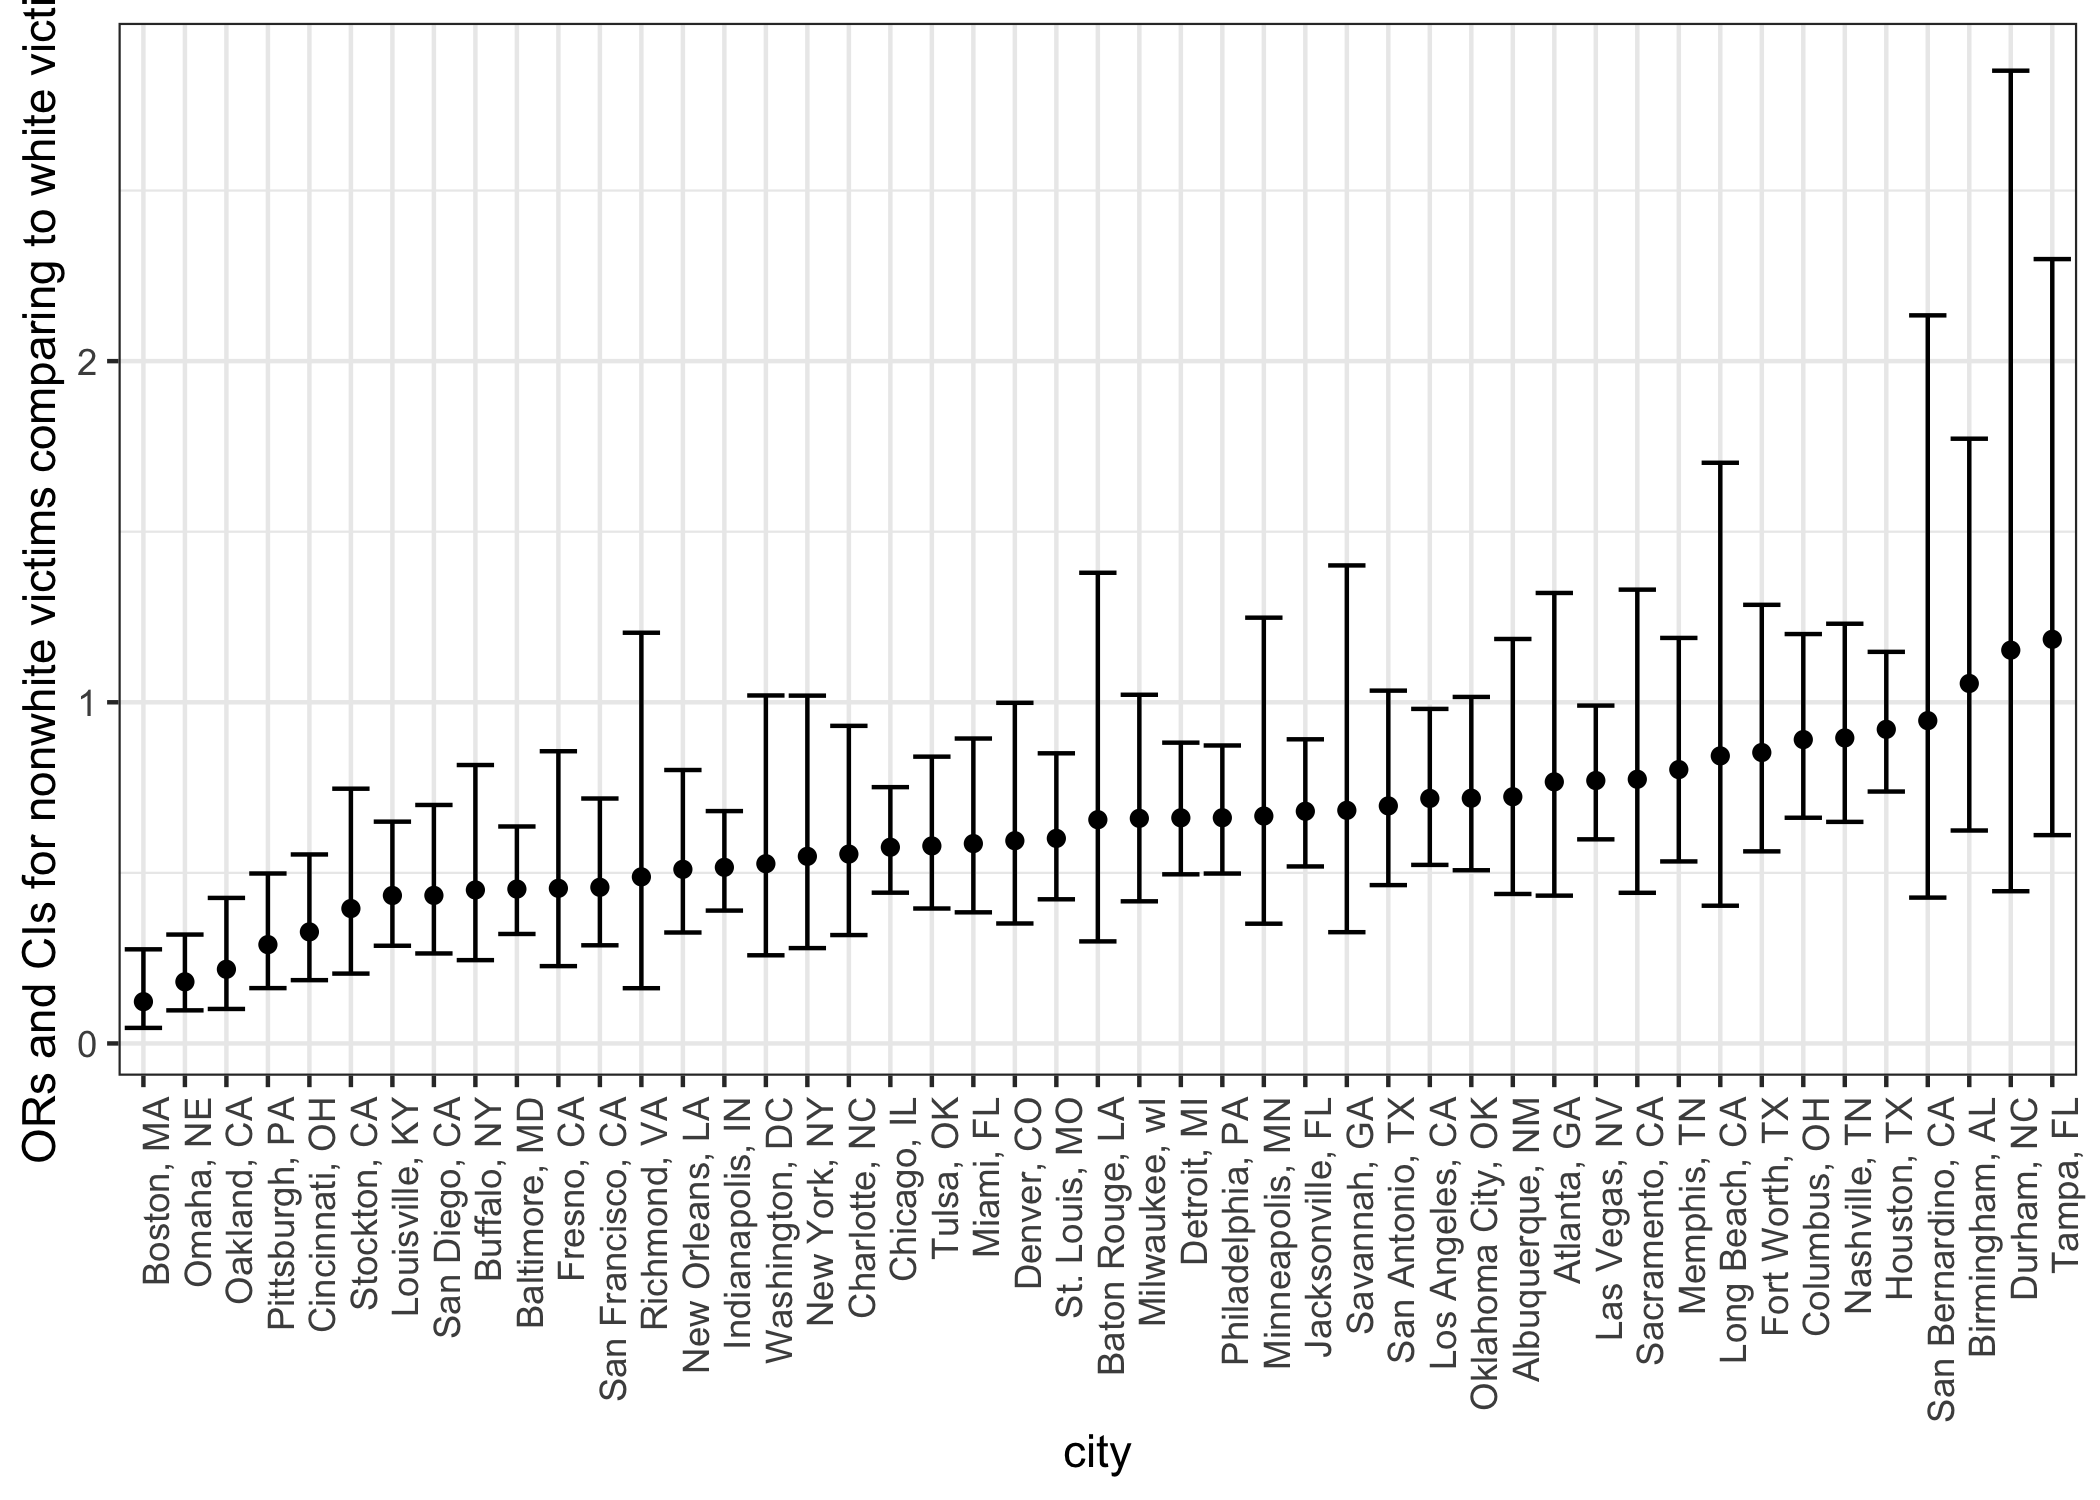 ORs and CIs for nonwhite victims comparing to white victi
2
1
0
Boston, MA
Omaha, NE
Oakland, CA
Pittsburgh, PA
Cincinnati, OH
Stockton, CA
Louisville, KY
San Diego, CA
Buffalo, NY
Baltimore, MD
Fresno, CA
San Francisco, CA
Richmond, VA
New Orleans, LA
Indianapolis, IN
Washington, DC
New York, NY
Charlotte, NC
Chicago, IL
Tulsa, OK
Miami, FL
Denver, CO
St. Louis, MO
Baton Rouge, LA
Milwaukee, wI
Detroit, MI
Philadelphia, PA
Minneapolis, MN
Jacksonville, FL
Savannah, GA
San Antonio, TX
Los Angeles, CA
Oklahoma City, OK
Albuquerque, NM
Atlanta, GA
Las Vegas, NV
Sacramento, CA
Memphis, TN
Long Beach, CA
Fort Worth, TX
Columbus, OH
Nashville, TN
Houston, TX
San Bernardino, CA
Birmingham, AL
Durham, NC
Tampa, FL
city